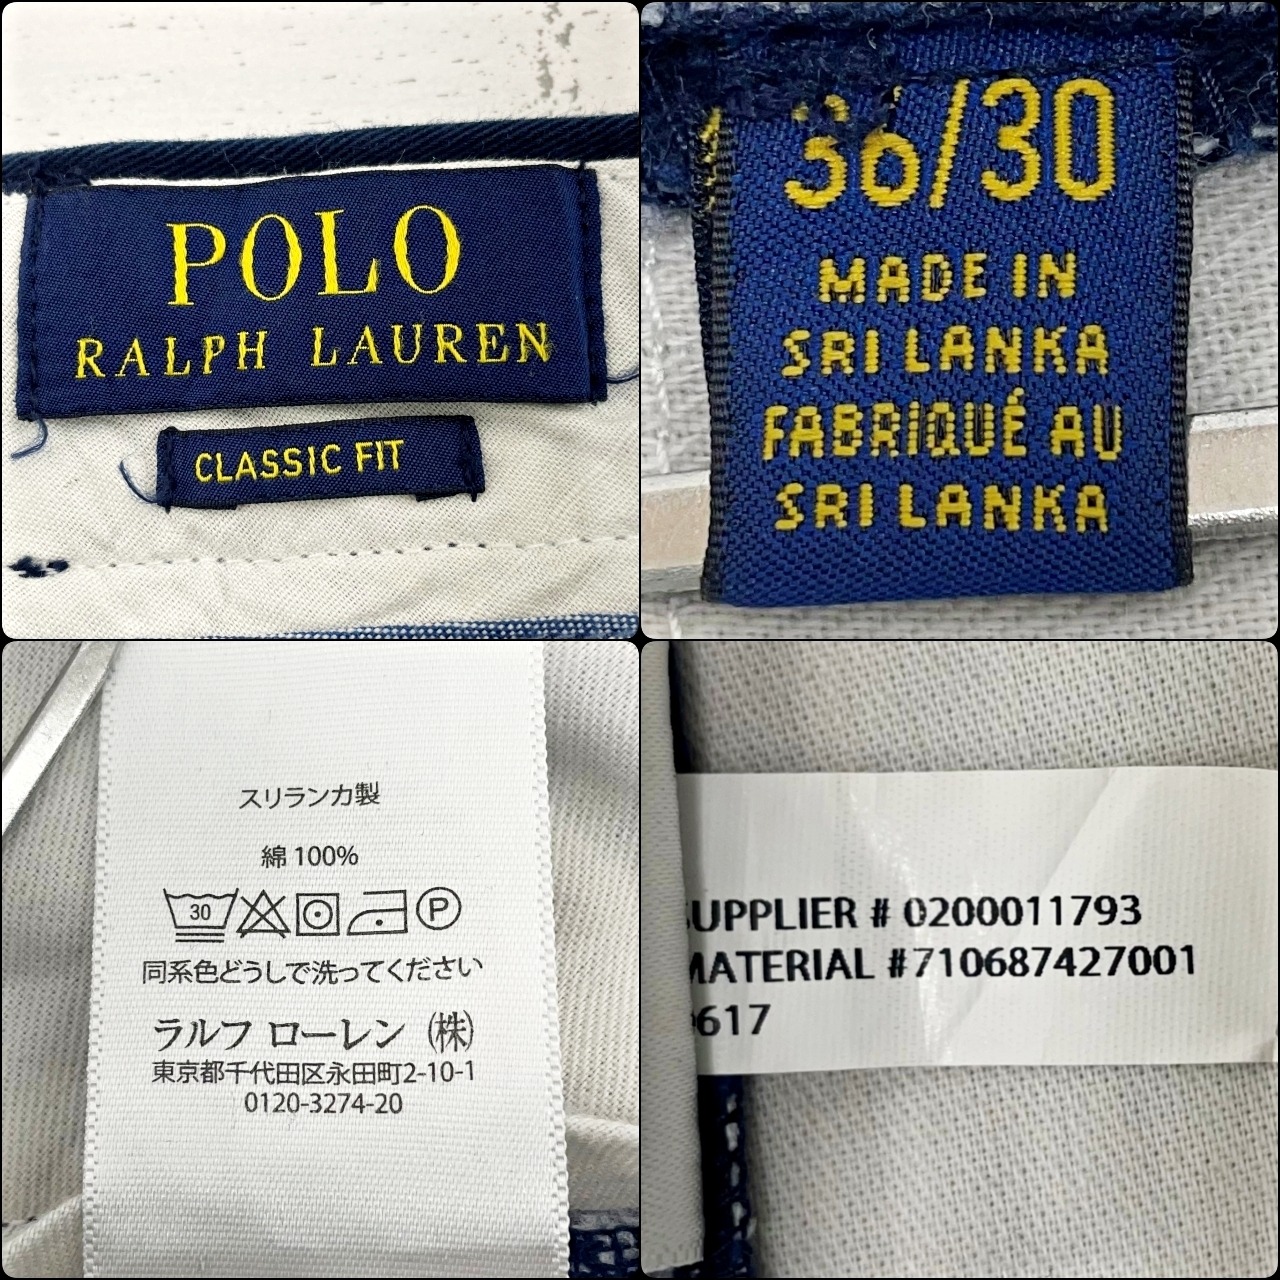 POLO
RALPH LAUREN
CLASSIC FIT
36/30
MADE IN
SRI LANKA
FABRIQUÉ AU
SRI LANKA
スリランカ製
綿 100%
30
P
同系色どうしで洗ってください
ラルフ ローレン (株)
東京都千代田区永田町2-10-1
0120-3274-20
SUPPLIER # 0200011793
MATERIAL #710687427001
617